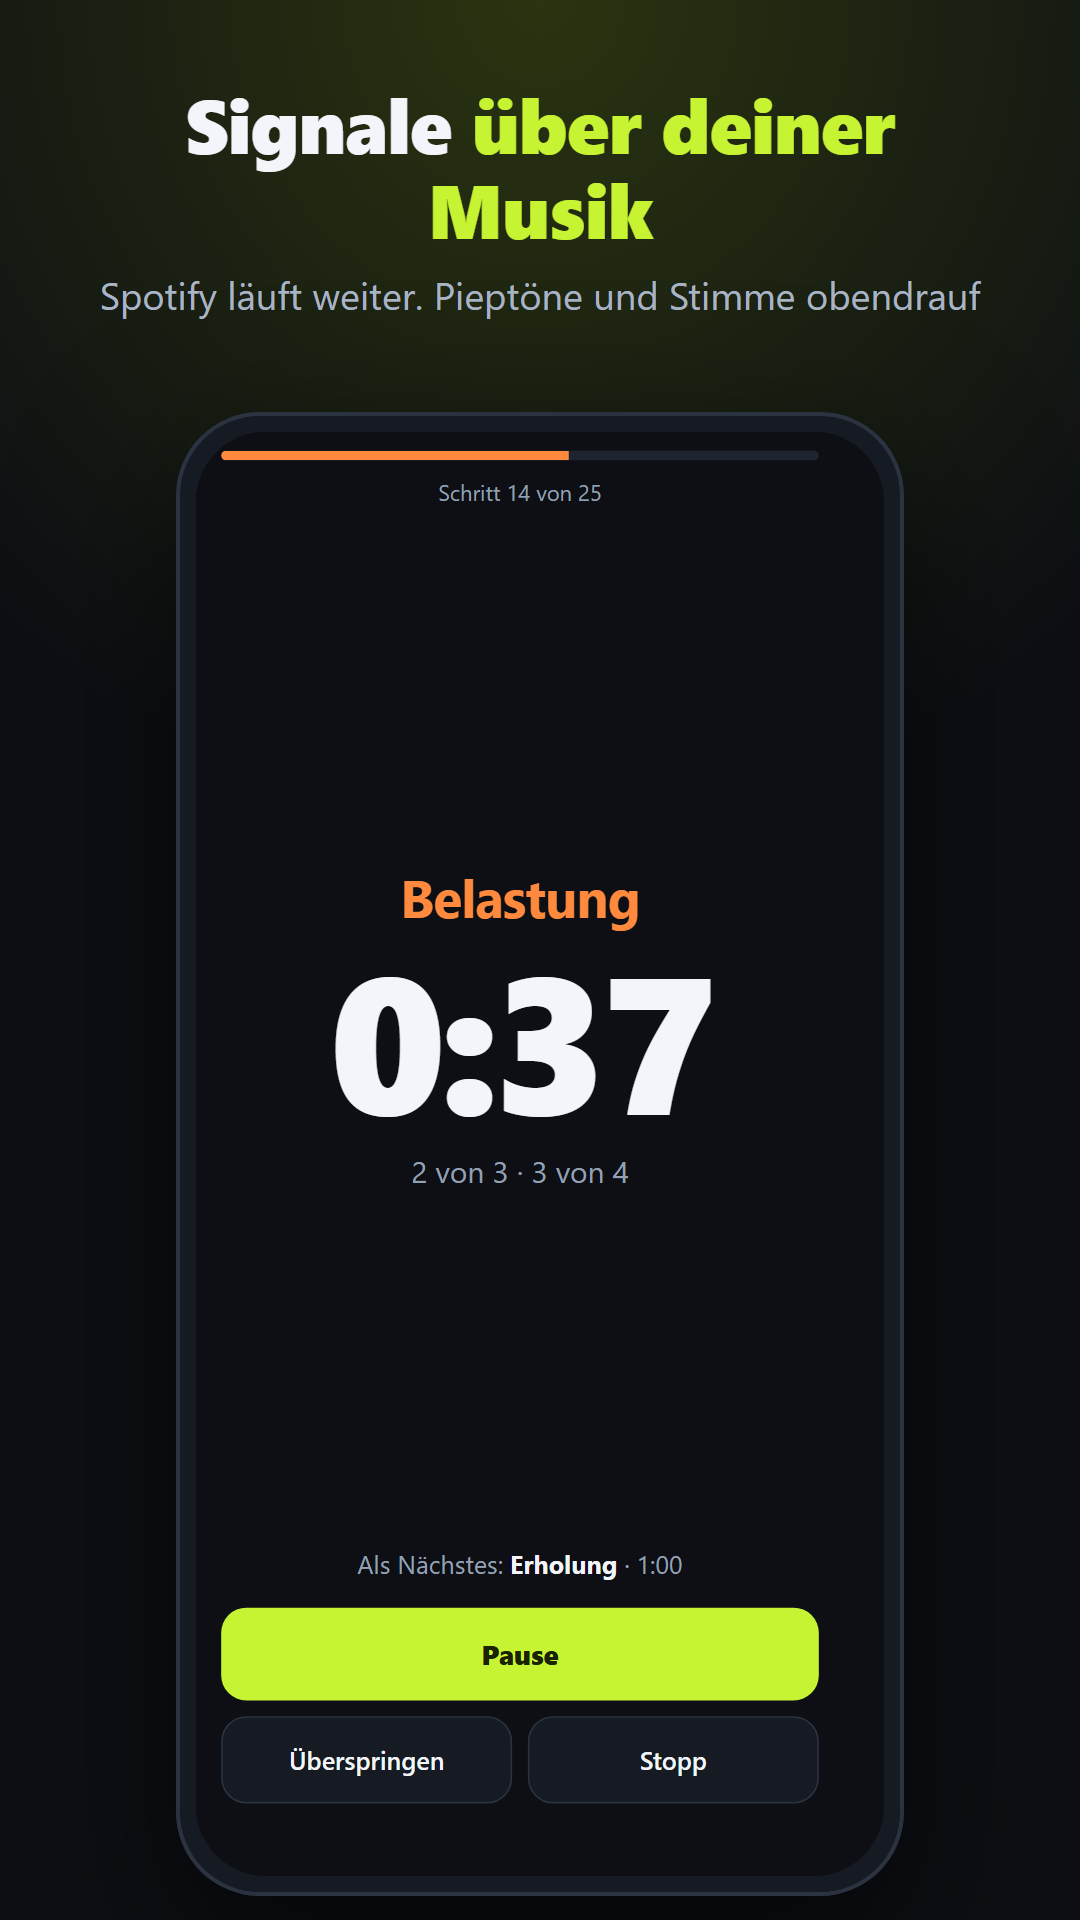 Signale über deiner
Musik
Spotify läuft weiter. Pieptöne und Stimme obendrauf
Schritt 14 von 25
Belastung
0:37
2 von 3 · 3 von 4
Als Nächstes: Erholung · 1:00
Pause
Überspringen
Stopp